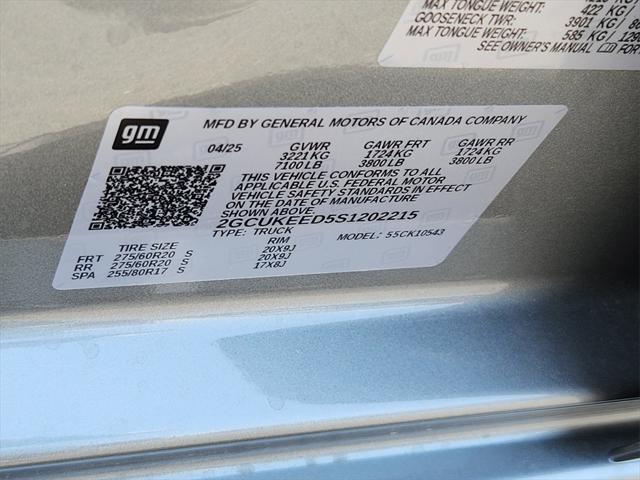 MAX TONGUE WEIGHT:
422 KG
GOOSENECK TWR:
3901 KG
MAX TONGUE WEIGHT:
585 KG / 129
SEE OWNER'S MANUAL FOR
gm
MFD BY GENERAL MOTORS OF CANADA COMPANY
04/25 GVWR GAWR FRT GAWR RR
3221KG 1724KG 1724KG
7100LB 3800LB 3800LB
THIS VEHICLE CONFORMS TO ALL
APPLICABLE U.S. FEDERAL MOTOR
VEHICLE SAFETY STANDARDS IN EFFECT
ON THE DATE OF MANUFACTURE
SHOWN ABOVE
2GCUKEED5S1202215
TYPE: TRUCK MODEL: 55CK10543
TIRE SIZE RIM
FRT 275/60R20 S 20X9J
RR 275/60R20 S 20X9J
SPA 255/80R17 S 17X8J